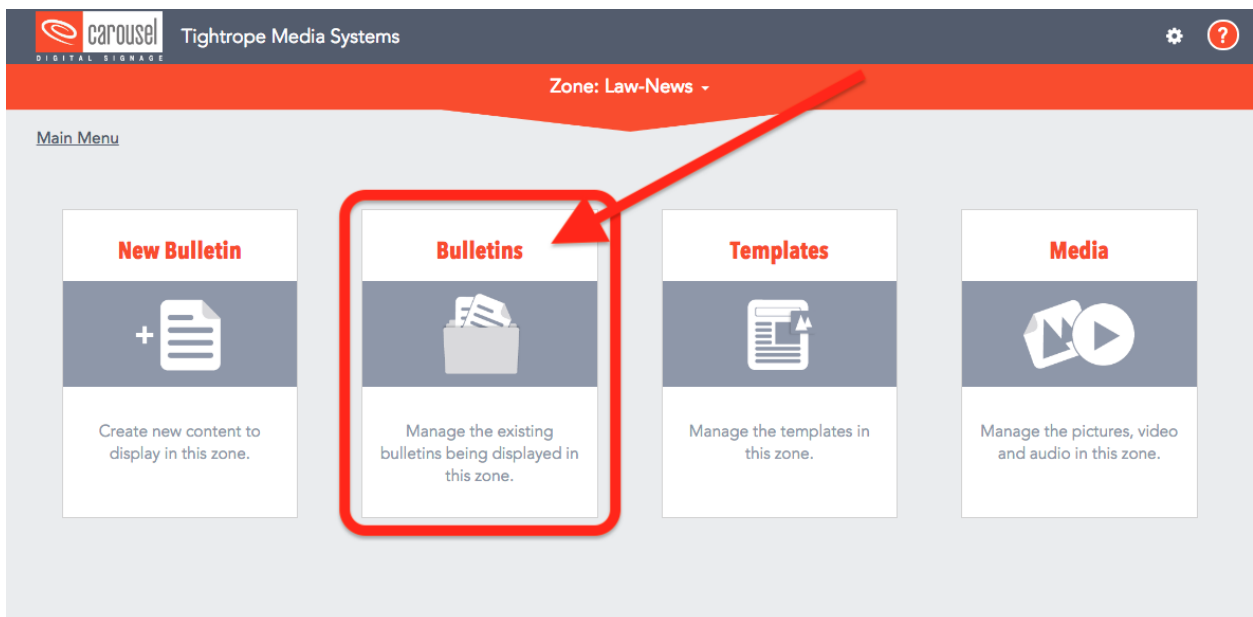 carousel
DIGITAL SIGNAGE
Tightrope Media Systems
?
Zone: Law-News
Main Menu
New Bulletin
Create new content to
display in this zone.
Bulletins
Manage the existing
bulletins being displayed in
this zone.
Templates
Manage the templates in
this zone.
Media
Manage the pictures, video
and audio in this zone.